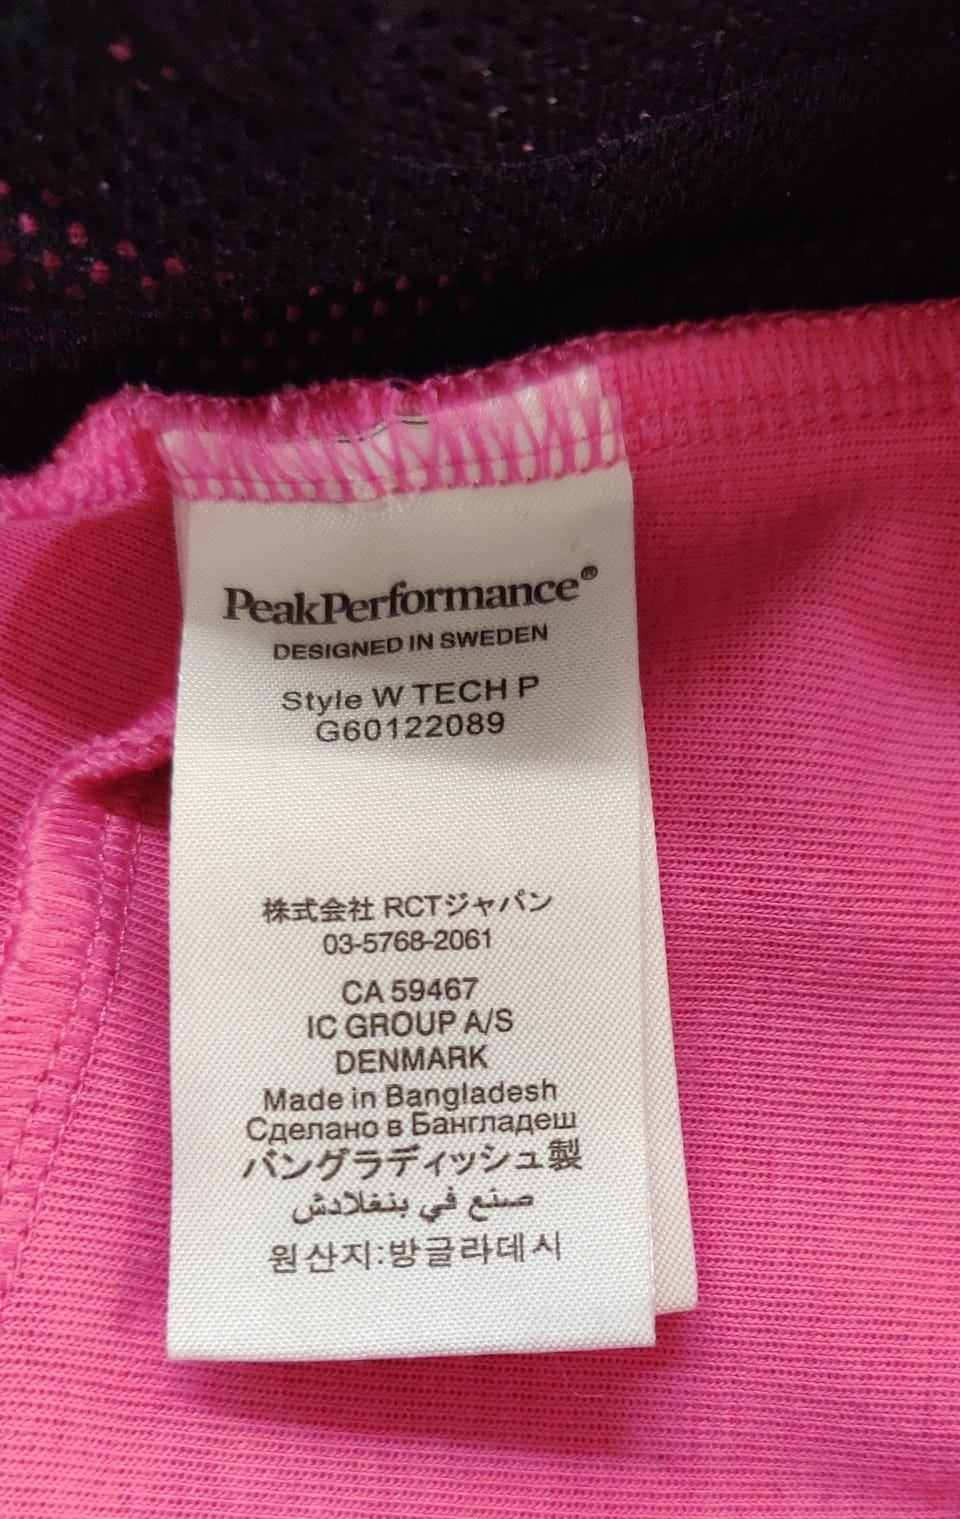 PeakPerformance®
DESIGNED IN SWEDEN
Style W TECH P
G60122089
株式会社 RCTジャパン
03-5768-2061
CA 59467
IC GROUP A/S
DENMARK
Made in Bangladesh
Сделано в Бангладеш
バングラディッシュ製
صنع في بنغلادش
원산지:방글라데시